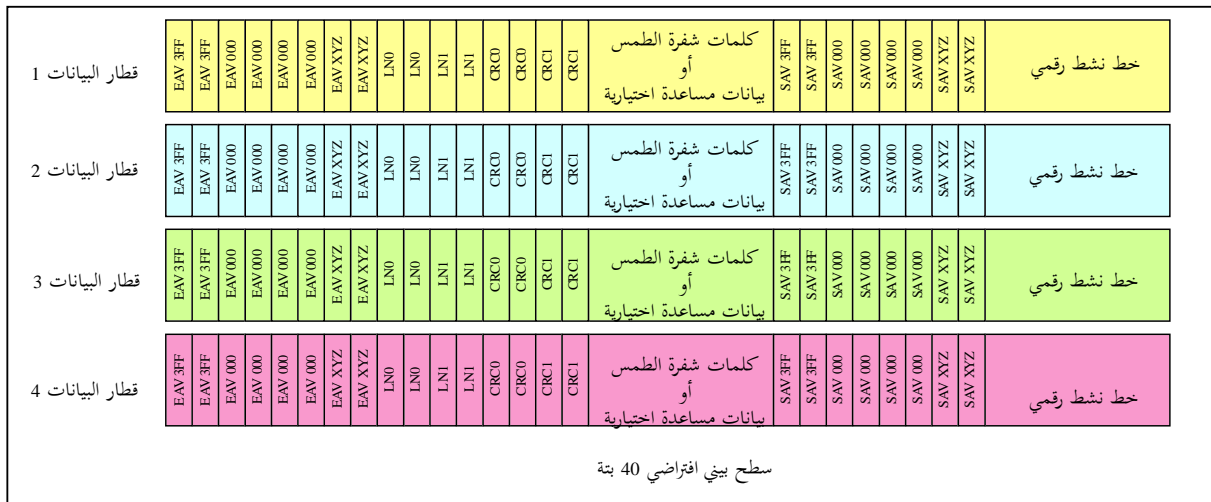 قطار البيانات 1
EAV 3FF EAV 3FF EAV 000 EAV 000 EAV 000 EAV 000 EAV XYZ EAV XYZ LN0 LN0 LN1 LN1 CRC0 CRC0 CRC1 CRC1
كلمات شفرة الطمس
أو
بيانات مساعدة اختيارية
SAV 3FF SAV 3FF SAV 000 SAV 000 SAV 000 SAV 000 SAV XYZ SAV XYZ
خط نشط رقمي
قطار البيانات 2
EAV 3FF EAV 3FF EAV 000 EAV 000 EAV 000 EAV 000 EAV XYZ EAV XYZ LN0 LN0 LN1 LN1 CRC0 CRC0 CRC1 CRC1
كلمات شفرة الطمس
أو
بيانات مساعدة اختيارية
SAV 3FF SAV 3FF SAV 000 SAV 000 SAV 000 SAV 000 SAV XYZ SAV XYZ
خط نشط رقمي
قطار البيانات 3
EAV 3FF EAV 3FF EAV 000 EAV 000 EAV 000 EAV 000 EAV XYZ EAV XYZ LN0 LN0 LN1 LN1 CRC0 CRC0 CRC1 CRC1
كلمات شفرة الطمس
أو
بيانات مساعدة اختيارية
SAV 3FF SAV 3FF SAV 000 SAV 000 SAV 000 SAV 000 SAV XYZ SAV XYZ
خط نشط رقمي
قطار البيانات 4
EAV 3FF EAV 3FF EAV 000 EAV 000 EAV 000 EAV 000 EAV XYZ EAV XYZ LN0 LN0 LN1 LN1 CRC0 CRC0 CRC1 CRC1
كلمات شفرة الطمس
أو
بيانات مساعدة اختيارية
SAV 3FF SAV 3FF SAV 000 SAV 000 SAV 000 SAV 000 SAV XYZ SAV XYZ
خط نشط رقمي
سطح بيني افتراضي 40 بتة